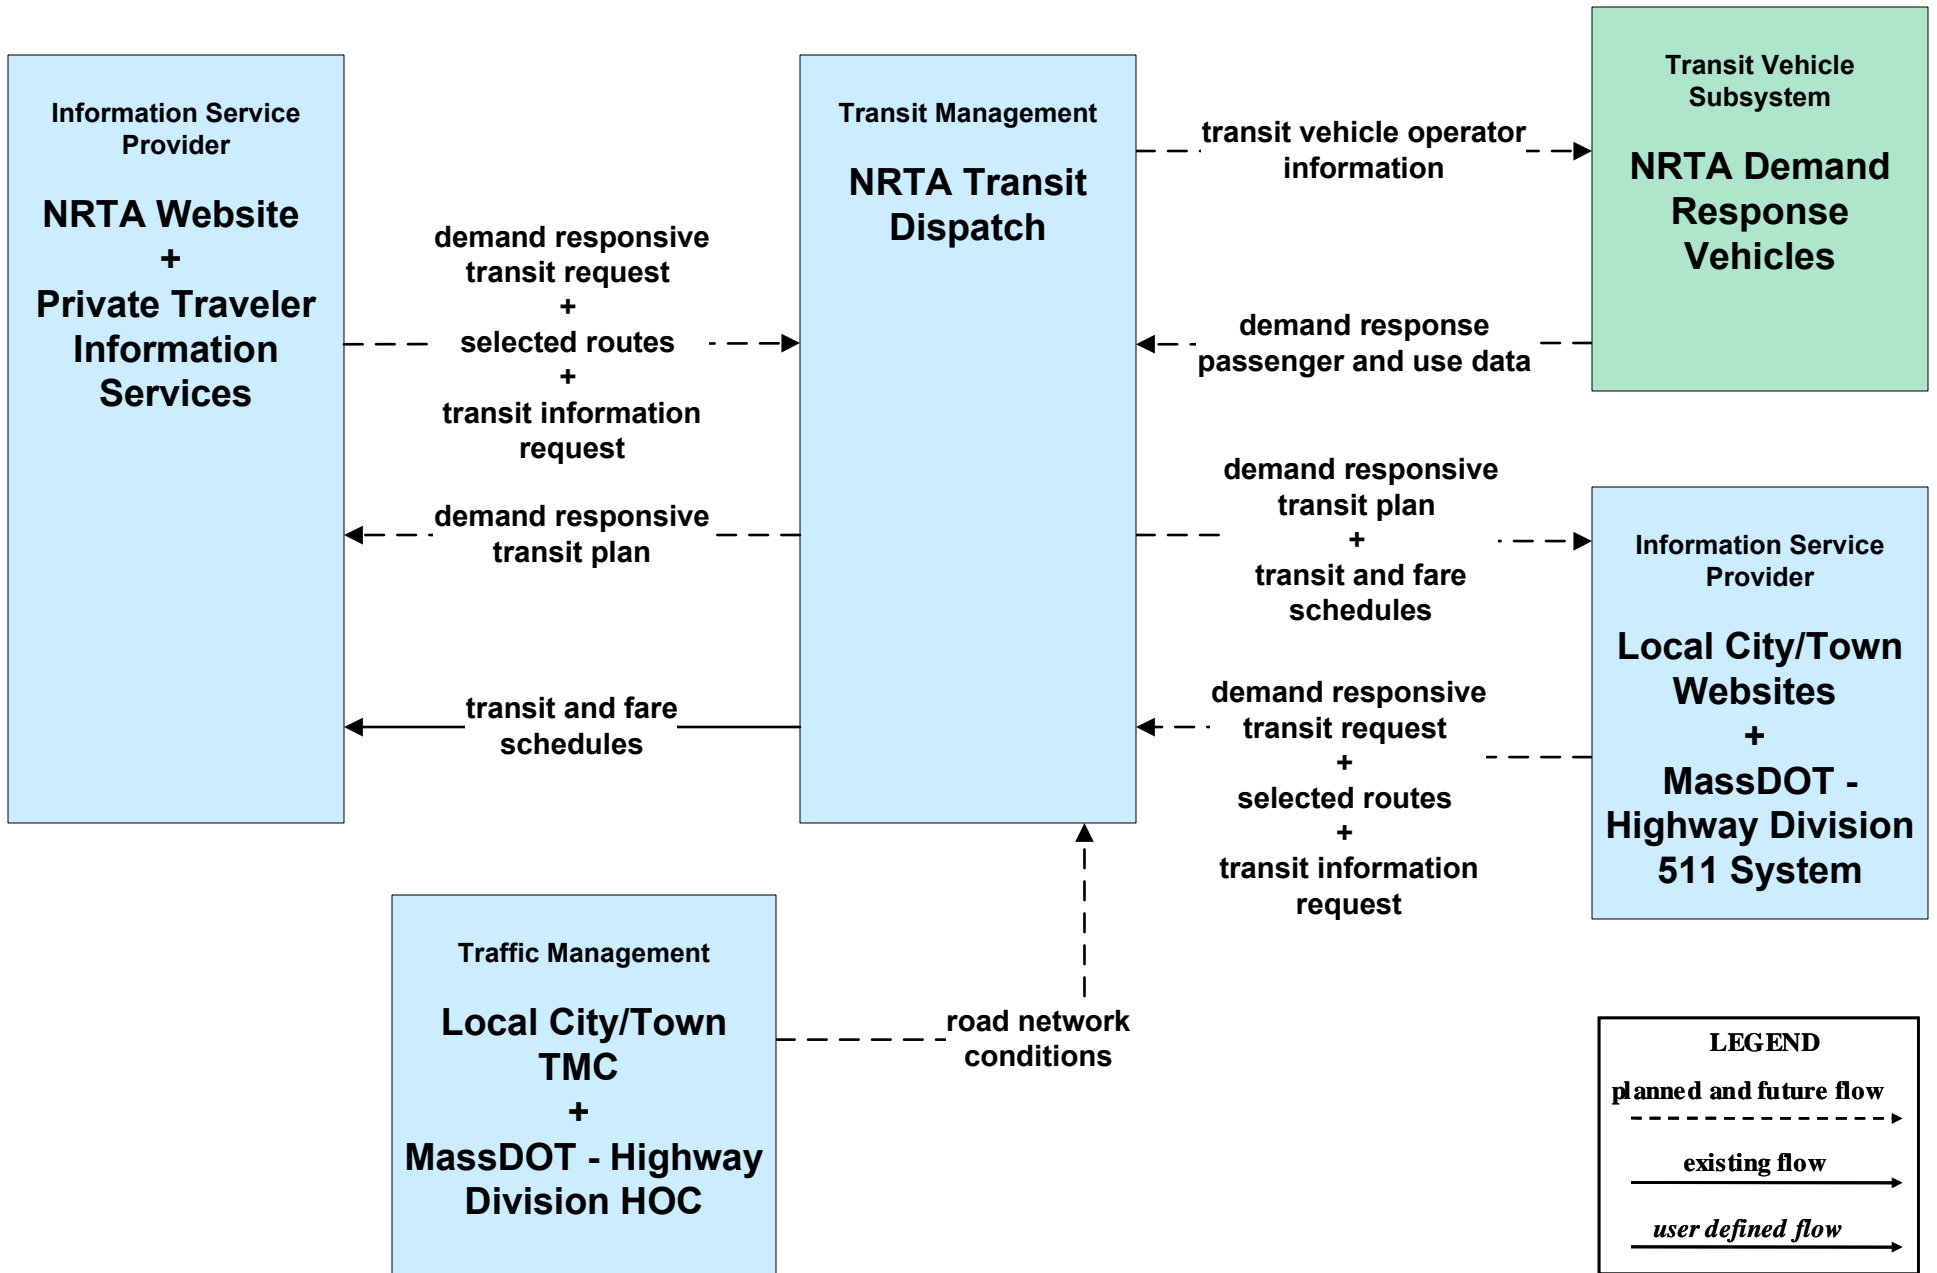 Information Service
Provider
NRTA Website
+
Private Traveler
Information
Services
demand responsive
transit request
+
selected routes
+
transit information
request
demand responsive
transit plan
transit and fare
schedules
Transit Management
NRTA Transit
Dispatch
transit vehicle operator
information
demand response
passenger and use data
demand responsive
transit plan
+
transit and fare
schedules
demand responsive
transit request
+
selected routes
+
transit information
request
Transit Vehicle
Subsystem
NRTA Demand
Response
Vehicles
Information Service
Provider
Local City/Town
Websites
+
MassDOT -
Highway Division
511 System
Traffic Management
Local City/Town
TMC
+
MassDOT - Highway
Division HOC
road network
conditions
LEGEND
planned and future flow
existing flow
user defined flow